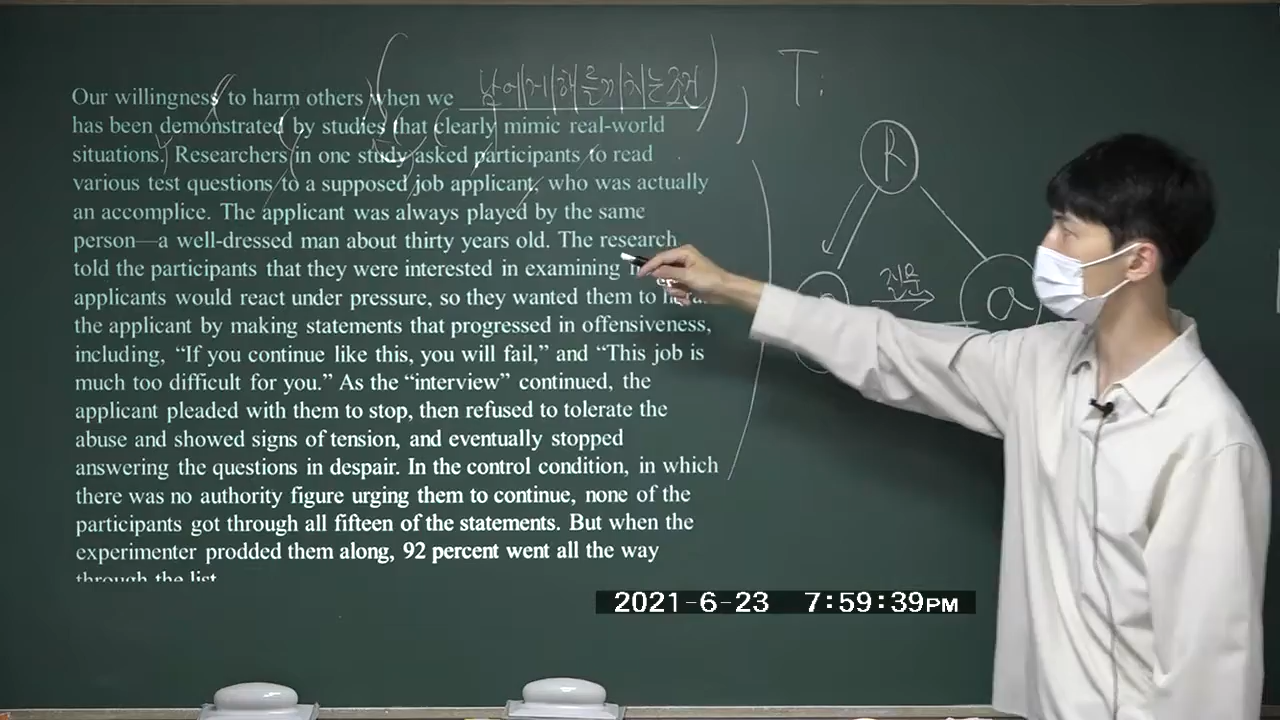 Our willingness to harm others when we 남에게 해를 끼치는 조건
has been demonstrated by studies that clearly mimic real-world
situations. Researchers in one study asked participants to read
various test questions to a supposed job applicant, who was actually
an accomplice. The applicant was always played by the same
person—a well-dressed man about thirty years old. The research
told the participants that they were interested in examining
applicants would react under pressure, so they wanted them to
the applicant by making statements that progressed in offensiveness,
including, “If you continue like this, you will fail,” and “This job is
much too difficult for you.” As the “interview” continued, the
applicant pleaded with them to stop, then refused to tolerate the
abuse and showed signs of tension, and eventually stopped
answering the questions in despair. In the control condition, in which
there was no authority figure urging them to continue, none of the
participants got through all fifteen of the statements. But when the
experimenter prodded them along, 92 percent went all the way
through the list
T:
R
질문
a
2021-6-23 7:59:39PM